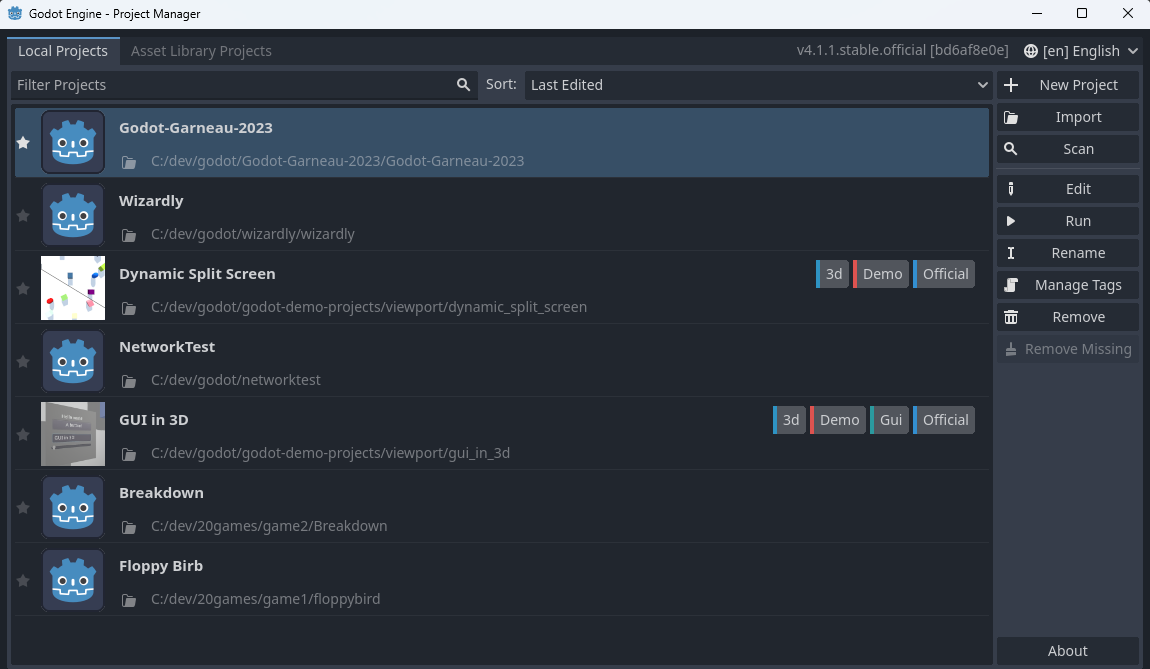 Godot Engine - Project Manager
Local Projects
Asset Library Projects
v4.1.1.stable.official [bd6af8e0e]
[en] English
Filter Projects
Sort:
Last Edited
New Project
Import
Scan
Edit
Run
Rename
Manage Tags
Remove
Remove Missing
About
Godot-Garneau-2023
C:/dev/godot/Godot-Garneau-2023/Godot-Garneau-2023
Wizardly
C:/dev/godot/wizardly/wizardly
Dynamic Split Screen
3d
Demo
Official
C:/dev/godot/godot-demo-projects/viewport/dynamic_split_screen
NetworkTest
C:/dev/godot/networktest
GUI in 3D
3d
Demo
Gui
Official
C:/dev/godot/godot-demo-projects/viewport/gui_in_3d
Breakdown
C:/dev/20games/game2/Breakdown
Floppy Birb
C:/dev/20games/game1/floppybird